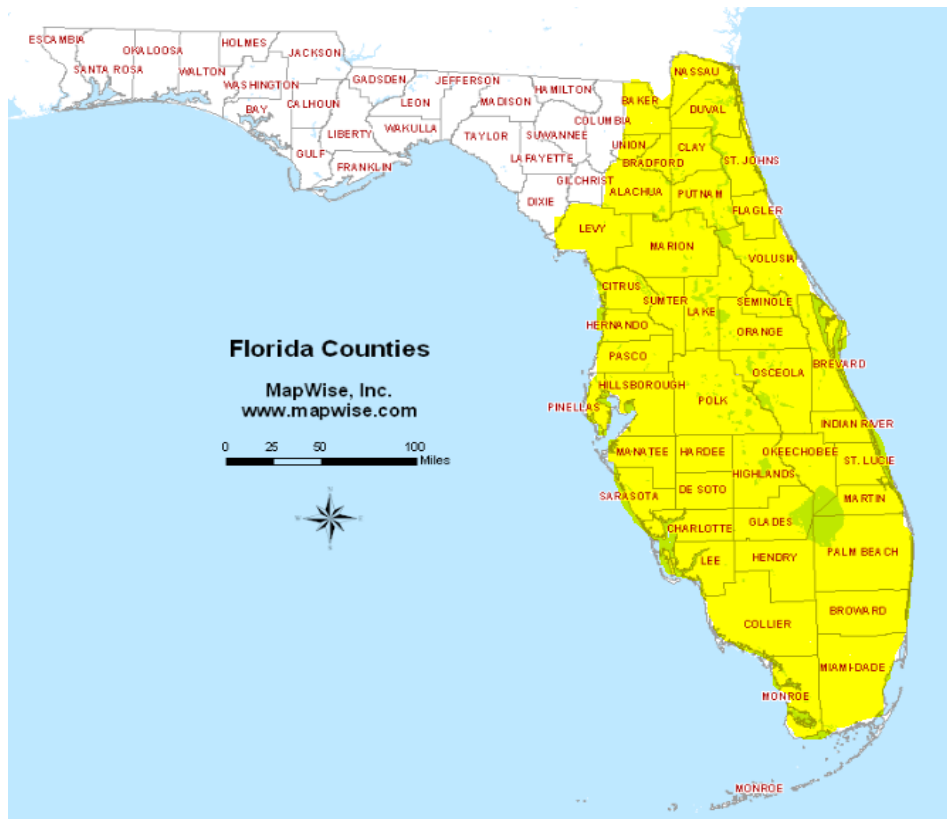 ESCAMBIA
SANTA ROSA
OKALOOSA
WALTON
HOLMES
WASHINGTON
JACKSON
BAY
CALHOUN
GULF
LIBERTY
FRANKLIN
GADSDEN
LEON
WAKULLA
JEFFERSON
MADISON
TAYLOR
HAMILTON
SUWANNEE
LAFAYETTE
DIXIE
COLUMBIA
GILCHRIST
BAKER
NASSAU
DUVAL
UNION
BRADFORD
CLAY
ST. JOHNS
ALACHUA
PUTNAM
FLAGLER
LEVY
MARION
VOLUSIA
CITRUS
SUMTER
LAKE
SEMINOLE
HERNANDO
ORANGE
PASCO
OSCEOLA
BREVARD
HILLSBOROUGH
PINELLAS
POLK
INDIAN RIVER
MANATEE
HARDEE
OKEECHOBEE
ST. LUCIE
HIGHLANDS
SARASOTA
DE SOTO
MARTIN
CHARLOTTE
GLADES
LEE
HENDRY
PALM BEACH
COLLIER
BROWARD
MIAMI-DADE
MONROE
MONROE
Florida Counties
MapWise, Inc.
www.mapwise.com
0 25 50 100
Miles
N
W E
S